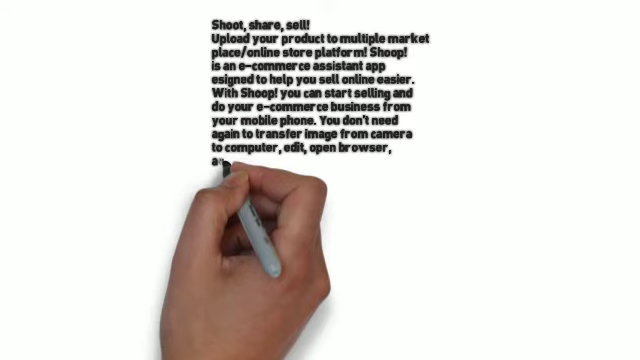 Shoot, share, sell!
Upload your product to multiple market
place/online store platform! Shoop!
is an e-commerce assistant app
esigned to help you sell online easier.
With Shoop! you can start selling and
do your e-commerce business from
your mobile phone. You don't need
again to transfer image from camera
to computer, edit, open browser,
a